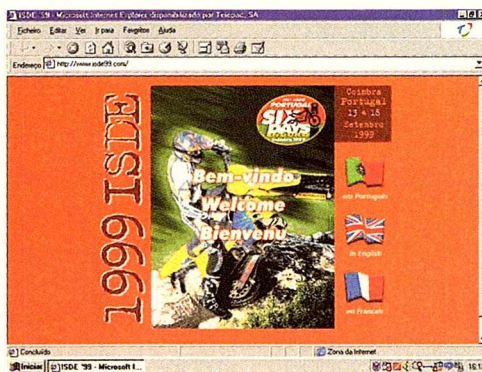 ISDE '99 - Microsoft Internet Explorer disponibilizado por Telepac, SA
Ficheiro Editar Ver Ir para Favoritos Ajuda
Endereço http://www.isde99.com/
1999 ISDE
PORTUGAL
SIX
DAYS
Coimbra
Portugal
13 a 18
Setembro
1999
Bem-vindo
Welcome
Bienvenu
em Português
in English
en Francais
Concluído
Zona da Internet
Iniciar
ISDE '99 - Microsoft I...